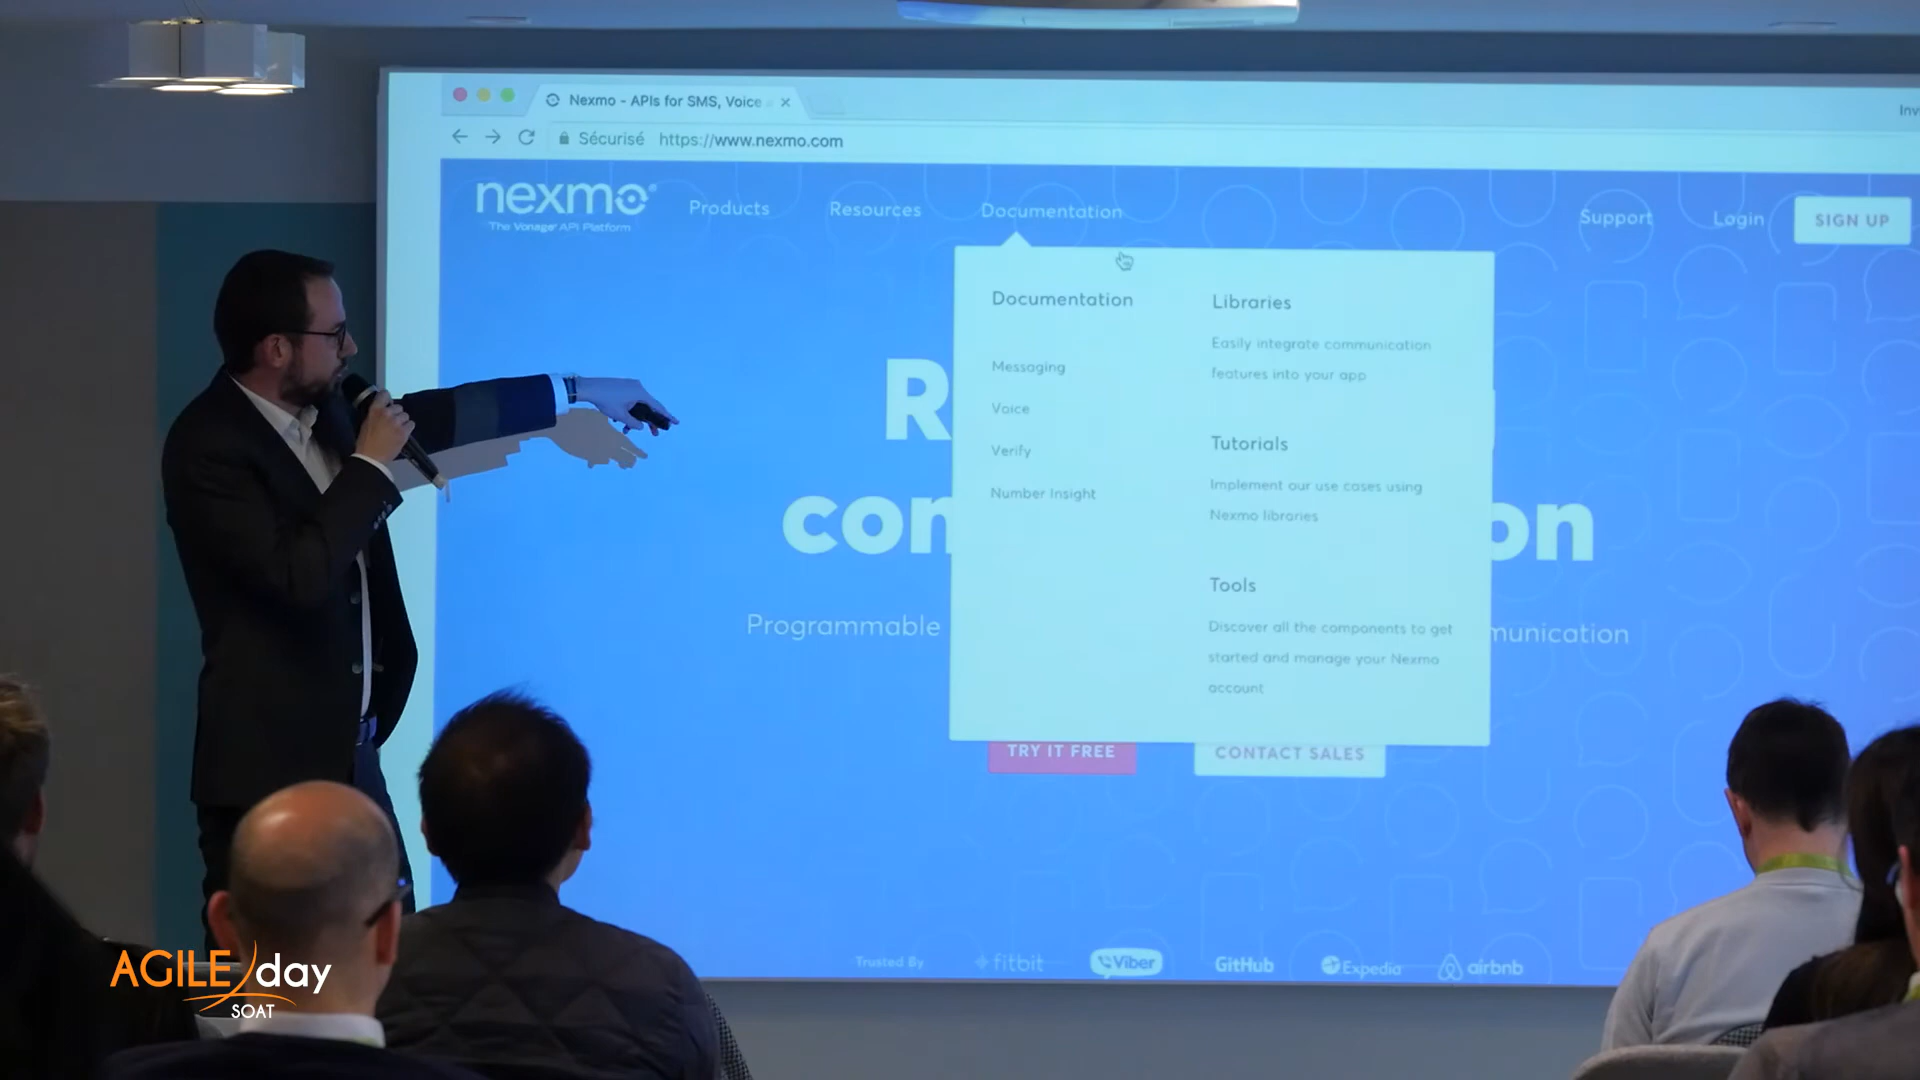 Nexmo - APIs for SMS, Voice
Inv
Sécurisé https://www.nexmo.com
nexmo
The Vonage API Platform
Products
Resources
Documentation
Support
Login
SIGN UP
Documentation
Messaging
Voice
Verify
Number Insight
Libraries
Easily integrate communication
features into your app
Tutorials
Implement our use cases using
Nexmo libraries
Tools
Discover all the components to get
started and manage your Nexmo
account
R
con on
Programmable munication
TRY IT FREE
CONTACT SALES
Trusted By
fitbit
Viber
GitHub
Expedia
airbnb
AGILE day
SOAT